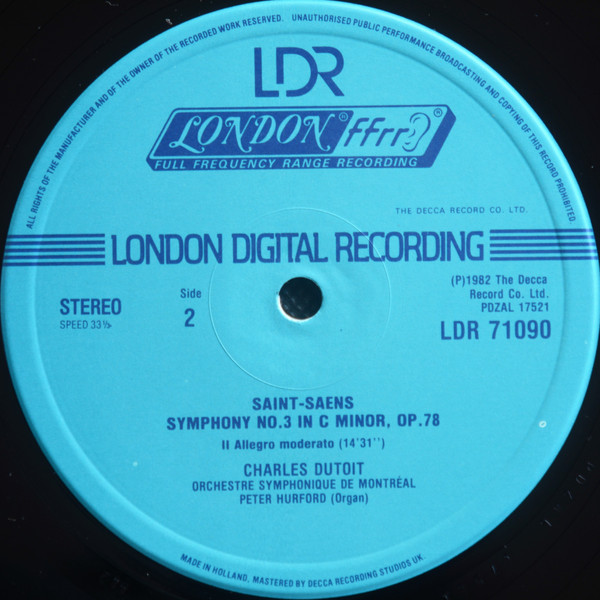 ALL RIGHTS OF THE MANUFACTURER AND OF THE OWNER OF THE RECORDED WORK RESERVED. UNAUTHORISED PUBLIC PERFORMANCE BROADCASTING AND COPYING OF THIS RECORD PROHIBITED.
LDR
LONDON® ffrr®
FULL FREQUENCY RANGE RECORDING
THE DECCA RECORD CO. LTD.
LONDON DIGITAL RECORDING
STEREO
SPEED 33⅓
Side
2
(P)1982 The Decca
Record Co. Ltd.
PDZAL 17521
LDR 71090
SAINT-SAENS
SYMPHONY NO.3 IN C MINOR, OP.78
II Allegro moderato (14'31'')
CHARLES DUTOIT
ORCHESTRE SYMPHONIQUE DE MONTRÉAL
PETER HURFORD (Organ)
MADE IN HOLLAND, MASTERED BY DECCA RECORDING STUDIOS UK.